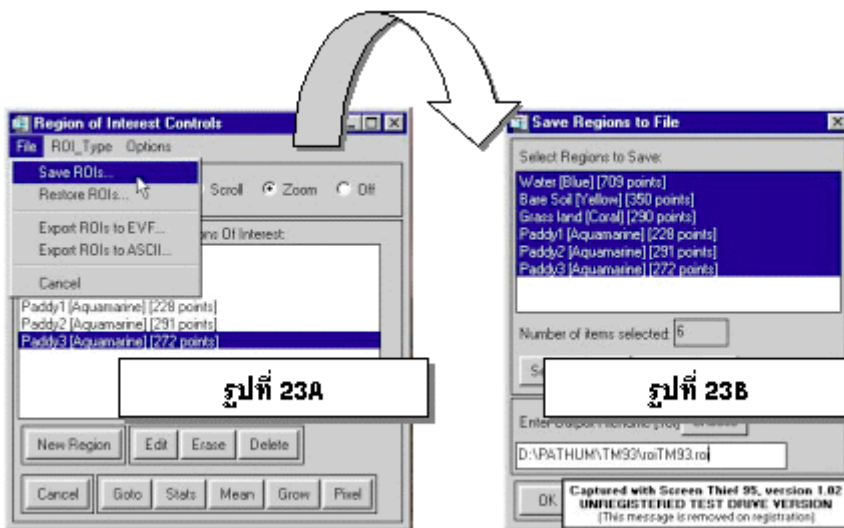 Region of Interest Controls
File ROI_Type Options
Save ROIs...
Restore ROIs...
Export ROIs to EVF...
Export ROIs to ASCII...
Cancel
Scroll Zoom Off
Of Interest:
Paddy1 [Aquamarine] [228 points]
Paddy2 [Aquamarine] [291 points]
Paddy3 [Aquamarine] [272 points]
รูปที่ 23A
New Region Edit Erase Delete
Cancel Goto Stats Mean Grow Pixel
Save Regions to File
Select Regions to Save:
Water [Blue] [709 points]
Bare Soil [Yellow] [350 points]
Grass land [Coral] [290 points]
Paddy1 [Aquamarine] [228 points]
Paddy2 [Aquamarine] [291 points]
Paddy3 [Aquamarine] [272 points]
Number of items selected: 6
รูปที่ 23B
Enter Output Filename [.roi]
D:\PATHUM\TM93\roiTM93.roi
OK
Captured with Screen Thief 95, version 1.02
UNREGISTERED TEST DRIVE VERSION
(This message is removed on registration)